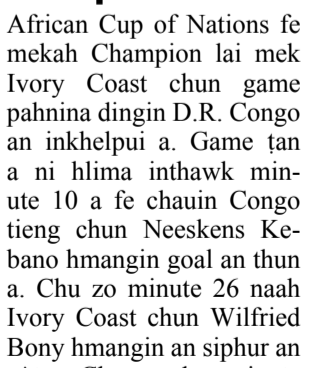 African Cup of Nations fe
mekah Champion lai mek
Ivory Coast chun game
pahnina dingin D.R. Congo
an inkhelpui a. Game ṭan
a ni hlima inthawk min-
ute 10 a fe chauin Congo
tieng chun Neeskens Ke-
bano hmangin goal an thun
a. Chu zo minute 26 naah
Ivory Coast chun Wilfried
Bony hmangin an siphur an